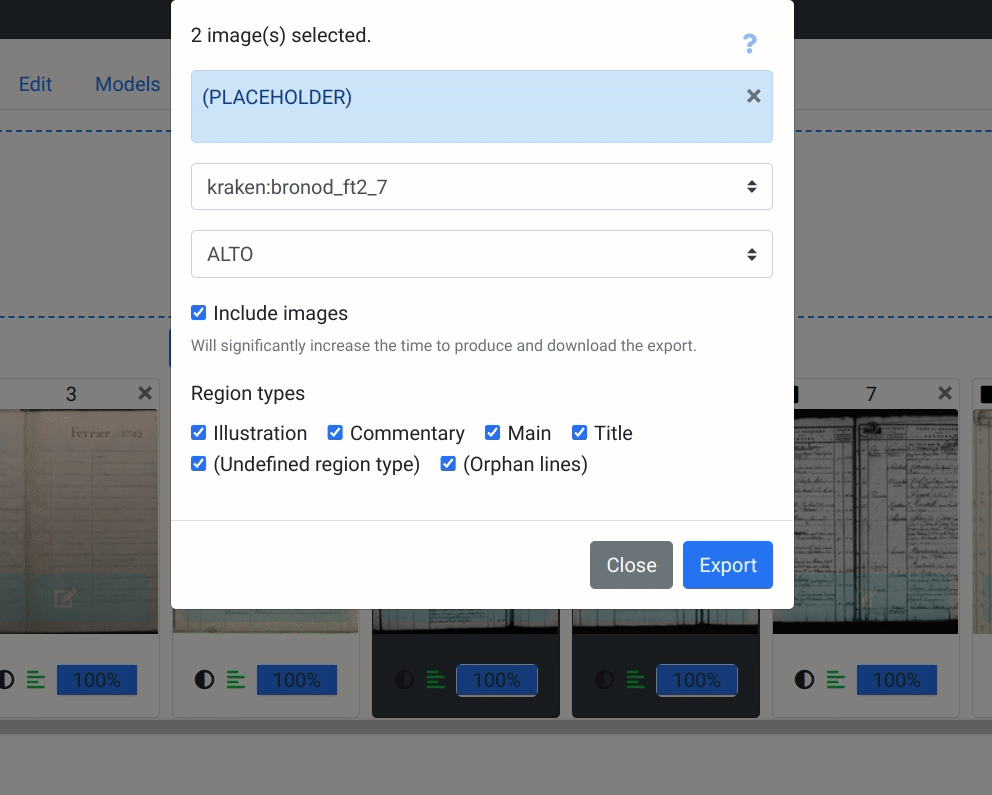 2 image(s) selected.
?
Edit Models
(PLACEHOLDER) ×
kraken:bronod_ft2_7
ALTO
Include images
Will significantly increase the time to produce and download the export.
Region types
3 ×
7 ×
Fevrier 1742
Illustration Commentary Main Title
(Undefined region type) (Orphan lines)
Close Export
100% 100% 100% 100% 100%